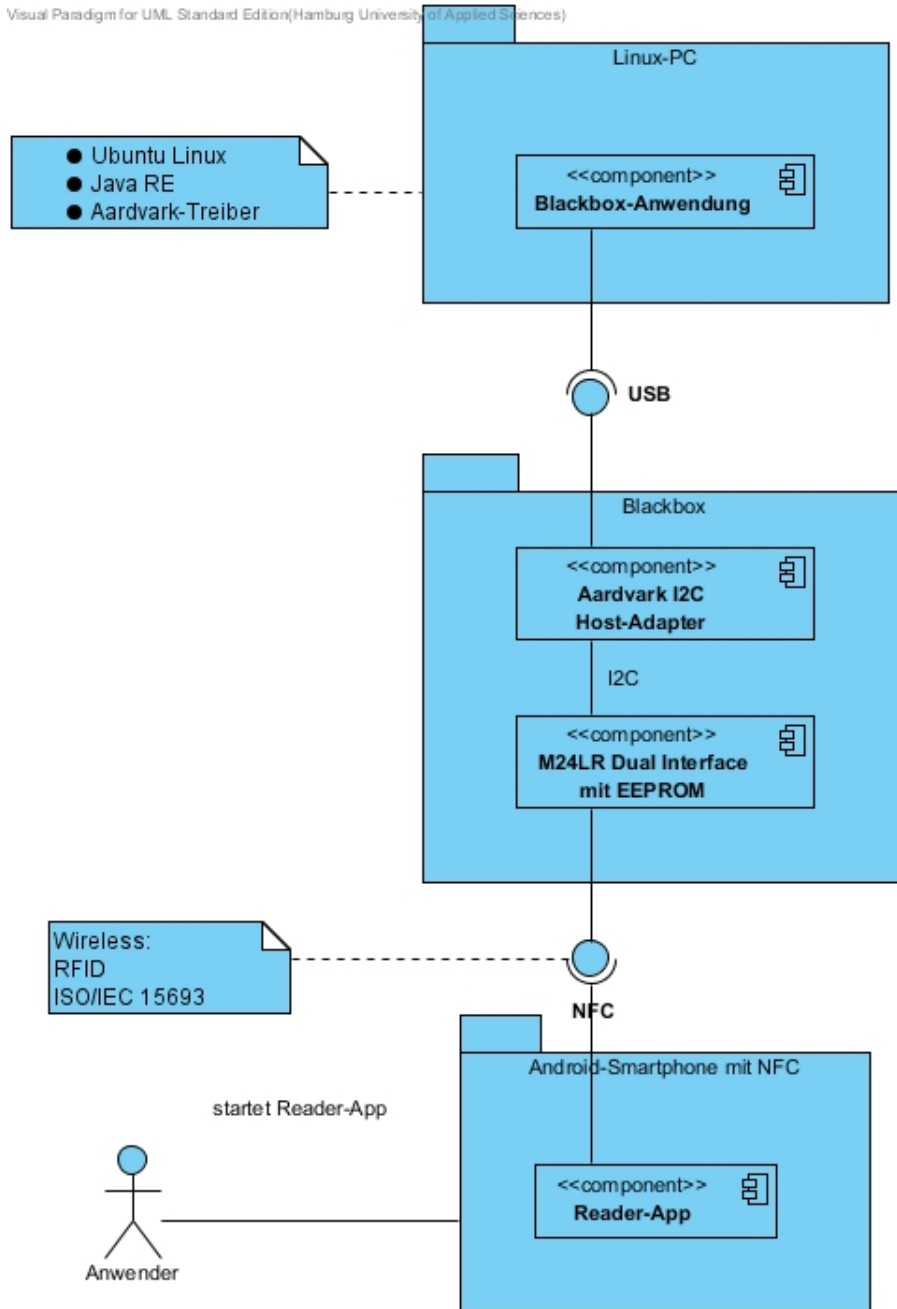 Visual Paradigm for UML Standard Edition(Hamburg University of Applied Sciences)
Linux-PC
● Ubuntu Linux
● Java RE
● Aardvark-Treiber
<<component>>
Blackbox-Anwendung
USB
Blackbox
<<component>>
Aardvark I2C
Host-Adapter
I2C
<<component>>
M24LR Dual Interface
mit EEPROM
Wireless:
RFID
ISO/IEC 15693
NFC
Android-Smartphone mit NFC
startet Reader-App
<<component>>
Reader-App
Anwender